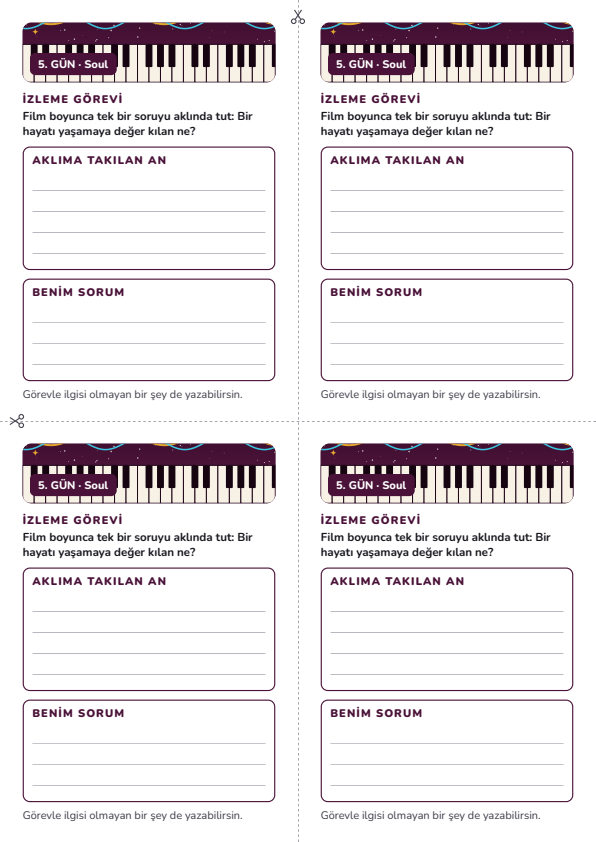 5. GÜN · Soul
İZLEME GÖREVİ
Film boyunca tek bir soruyu aklında tut: Bir
hayatı yaşamaya değer kılan ne?
AKLIMA TAKILAN AN
BENİM SORUM
Görevle ilgisi olmayan bir şey de yazabilirsin.
5. GÜN · Soul
İZLEME GÖREVİ
Film boyunca tek bir soruyu aklında tut: Bir
hayatı yaşamaya değer kılan ne?
AKLIMA TAKILAN AN
BENİM SORUM
Görevle ilgisi olmayan bir şey de yazabilirsin.
5. GÜN · Soul
İZLEME GÖREVİ
Film boyunca tek bir soruyu aklında tut: Bir
hayatı yaşamaya değer kılan ne?
AKLIMA TAKILAN AN
BENİM SORUM
Görevle ilgisi olmayan bir şey de yazabilirsin.
5. GÜN · Soul
İZLEME GÖREVİ
Film boyunca tek bir soruyu aklında tut: Bir
hayatı yaşamaya değer kılan ne?
AKLIMA TAKILAN AN
BENİM SORUM
Görevle ilgisi olmayan bir şey de yazabilirsin.